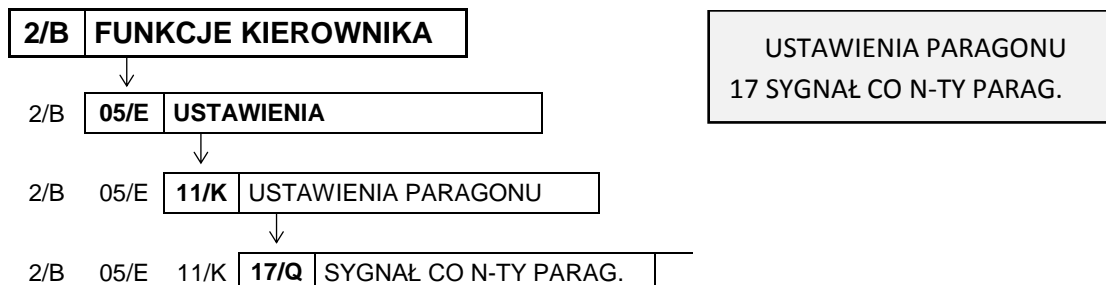 2/B FUNKCJE KIEROWNIKA
USTAWIENIA PARAGONU
17 SYGNAŁ CO N-TY PARAG.
2/B 05/E USTAWIENIA
2/B 05/E 11/K USTAWIENIA PARAGONU
2/B 05/E 11/K 17/Q SYGNAŁ CO N-TY PARAG.